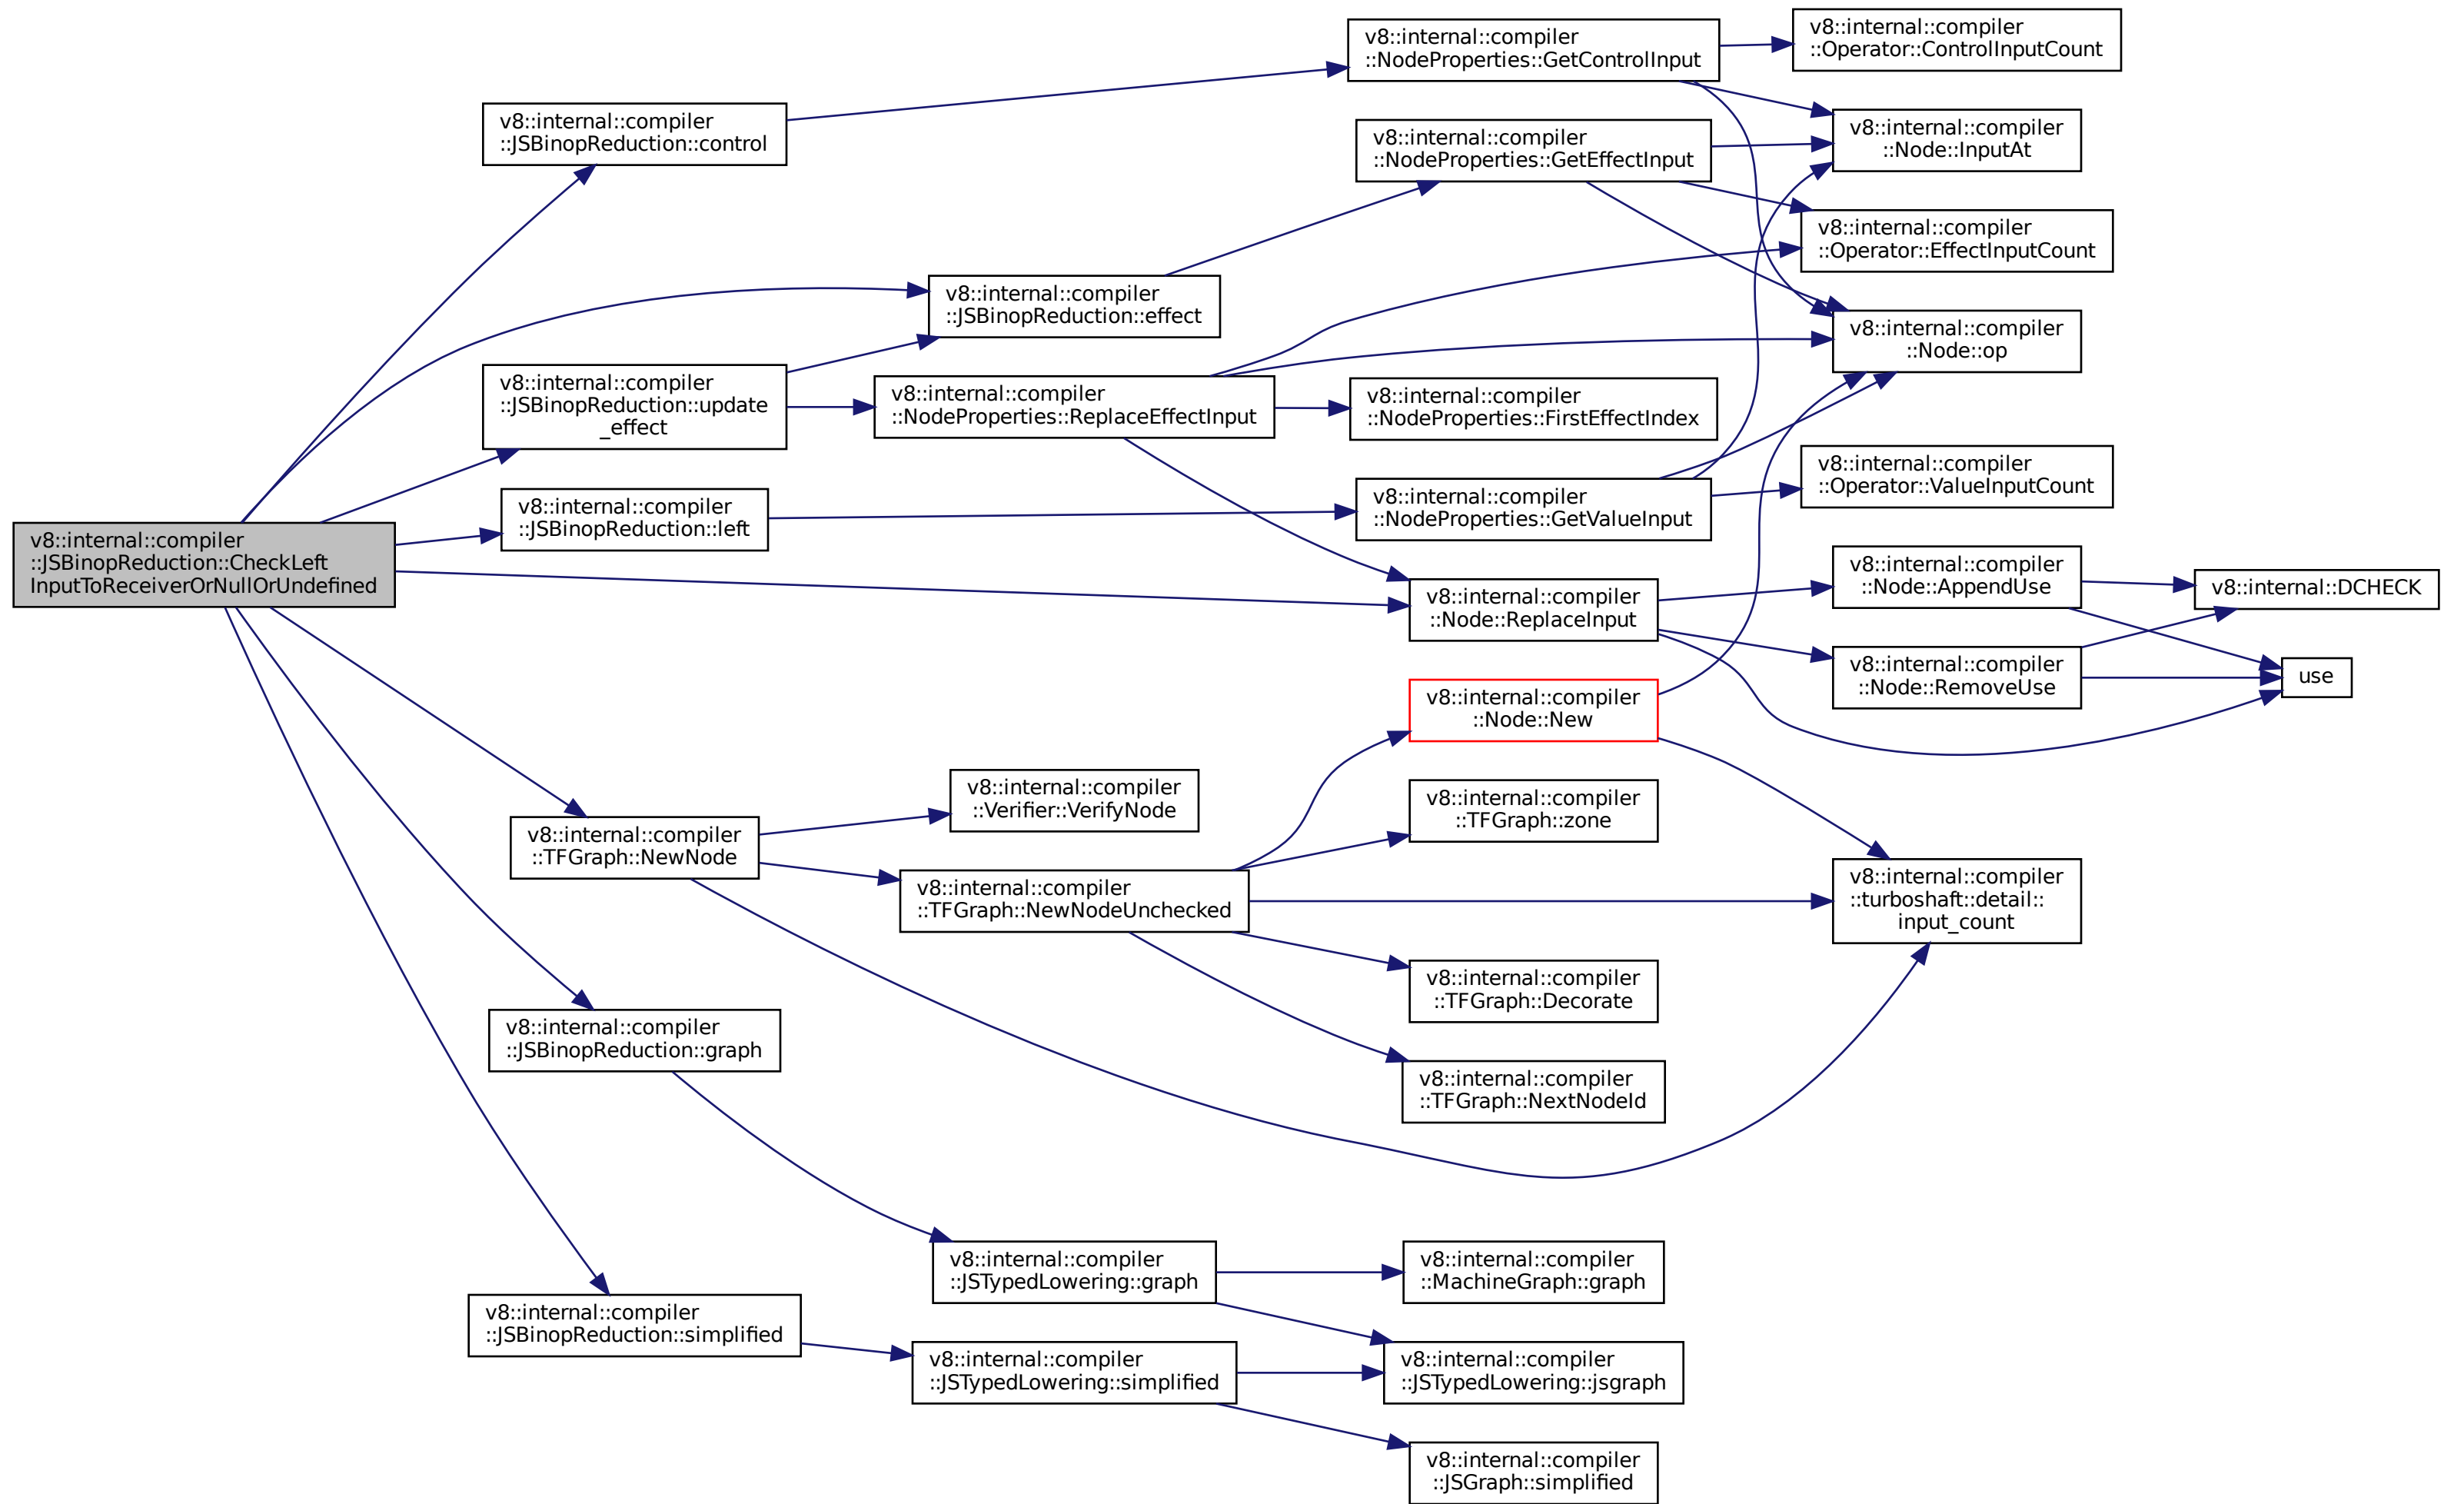 v8::internal::compiler
::JSBinopReduction::CheckLeft
InputToReceiverOrNullOrUndefined
v8::internal::compiler
::JSBinopReduction::control
v8::internal::compiler
::NodeProperties::GetControlInput
v8::internal::compiler
::Operator::ControlInputCount
v8::internal::compiler
::Node::InputAt
v8::internal::compiler
::NodeProperties::GetEffectInput
v8::internal::compiler
::Operator::EffectInputCount
v8::internal::compiler
::JSBinopReduction::effect
v8::internal::compiler
::Node::op
v8::internal::compiler
::JSBinopReduction::update
_effect
v8::internal::compiler
::NodeProperties::ReplaceEffectInput
v8::internal::compiler
::NodeProperties::FirstEffectIndex
v8::internal::compiler
::JSBinopReduction::left
v8::internal::compiler
::NodeProperties::GetValueInput
v8::internal::compiler
::Operator::ValueInputCount
v8::internal::compiler
::Node::ReplaceInput
v8::internal::compiler
::Node::AppendUse
v8::internal::DCHECK
v8::internal::compiler
::Node::RemoveUse
use
v8::internal::compiler
::Node::New
v8::internal::compiler
::TFGraph::NewNode
v8::internal::compiler
::Verifier::VerifyNode
v8::internal::compiler
::TFGraph::zone
v8::internal::compiler
::TFGraph::NewNodeUnchecked
v8::internal::compiler
::turboshaft::detail::
input_count
v8::internal::compiler
::TFGraph::Decorate
v8::internal::compiler
::TFGraph::NextNodeId
v8::internal::compiler
::JSBinopReduction::graph
v8::internal::compiler
::JSTypedLowering::graph
v8::internal::compiler
::MachineGraph::graph
v8::internal::compiler
::JSBinopReduction::simplified
v8::internal::compiler
::JSTypedLowering::simplified
v8::internal::compiler
::JSTypedLowering::jsgraph
v8::internal::compiler
::JSGraph::simplified